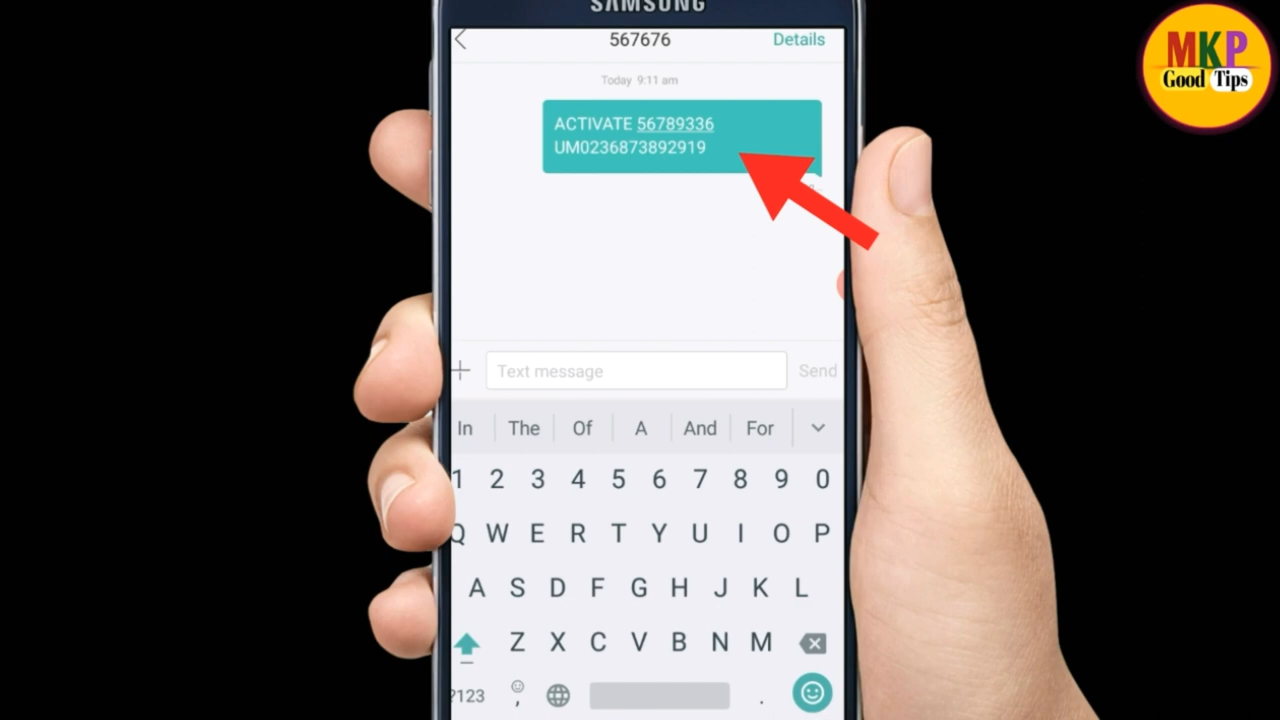 SAMSUNG
567676
Details
Today 9:11 am
ACTIVATE 56789336
UM0236873892919
Text message
Send
In The Of A And For
1 2 3 4 5 6 7 8 9 0
Q W E R T Y U I O P
A S D F G H J K L
Z X C V B N M
?123 , .
MKP
Good Tips